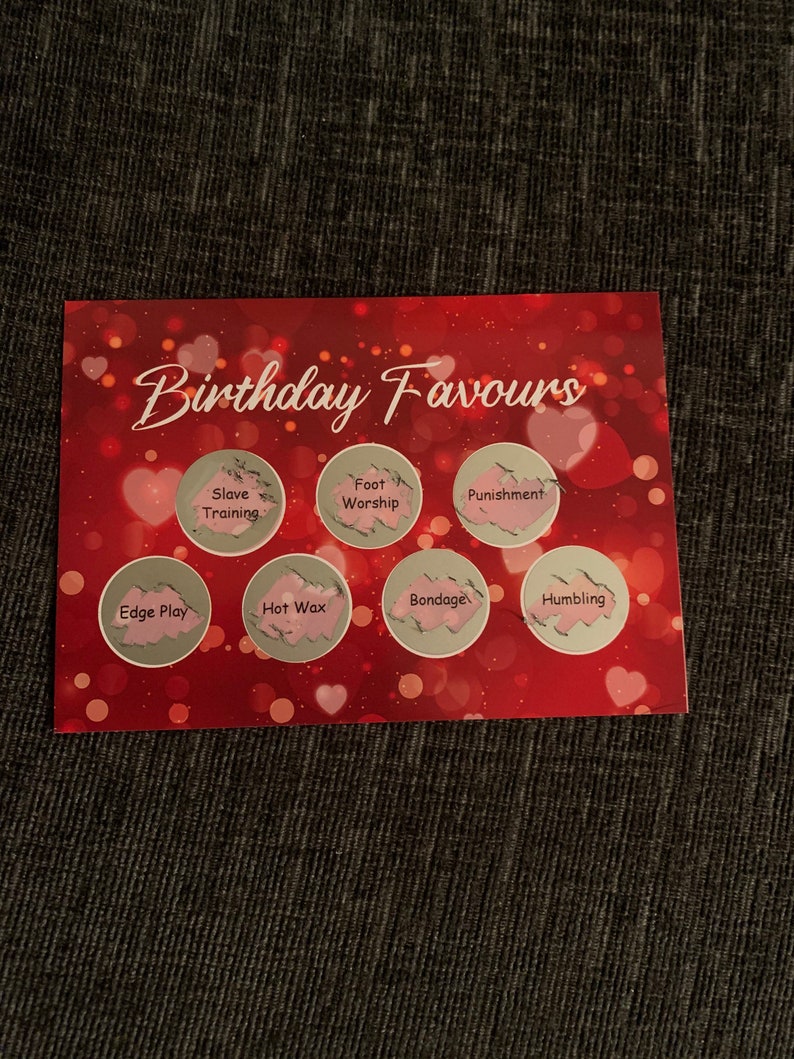 Birthday Favours
Slave
Training
Foot
Worship
Punishment
Edge Play
Hot Wax
Bondage
Humbling